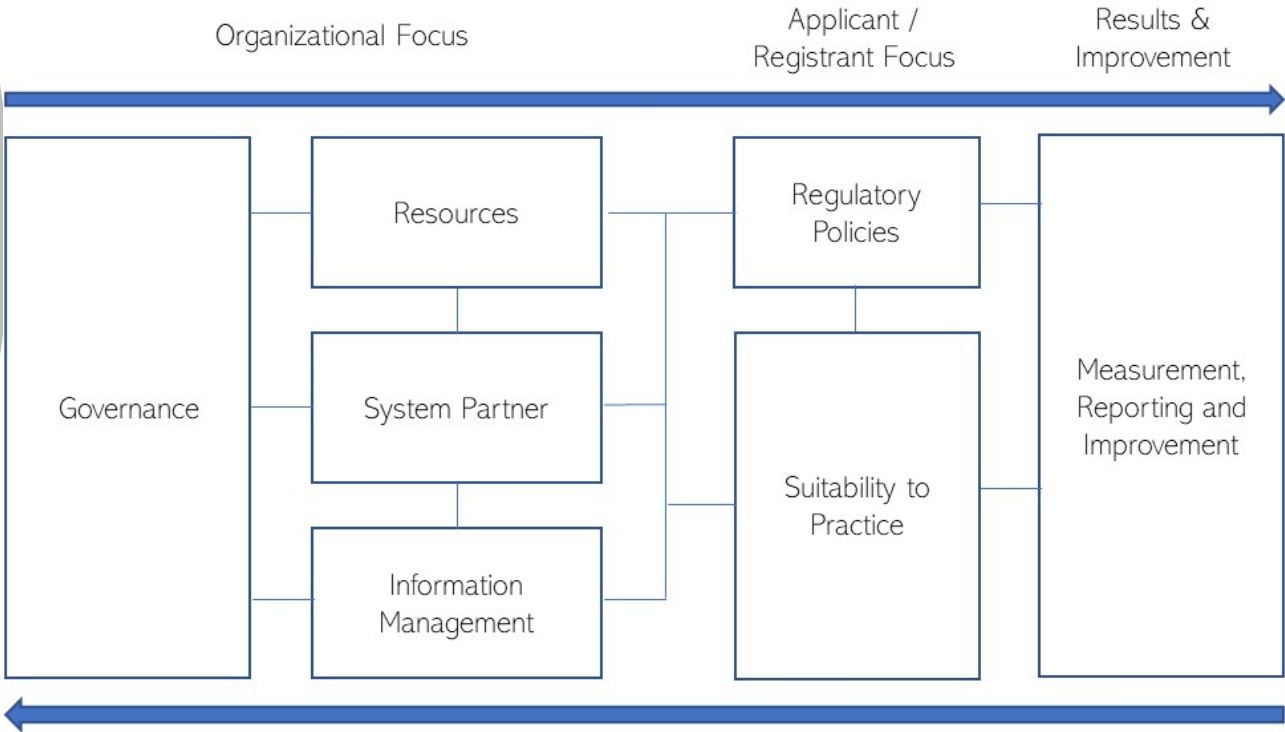 Organizational Focus
Applicant /
Registrant Focus
Results &
Improvement
Governance
Resources
System Partner
Information
Management
Regulatory
Policies
Suitability to
Practice
Measurement,
Reporting and
Improvement